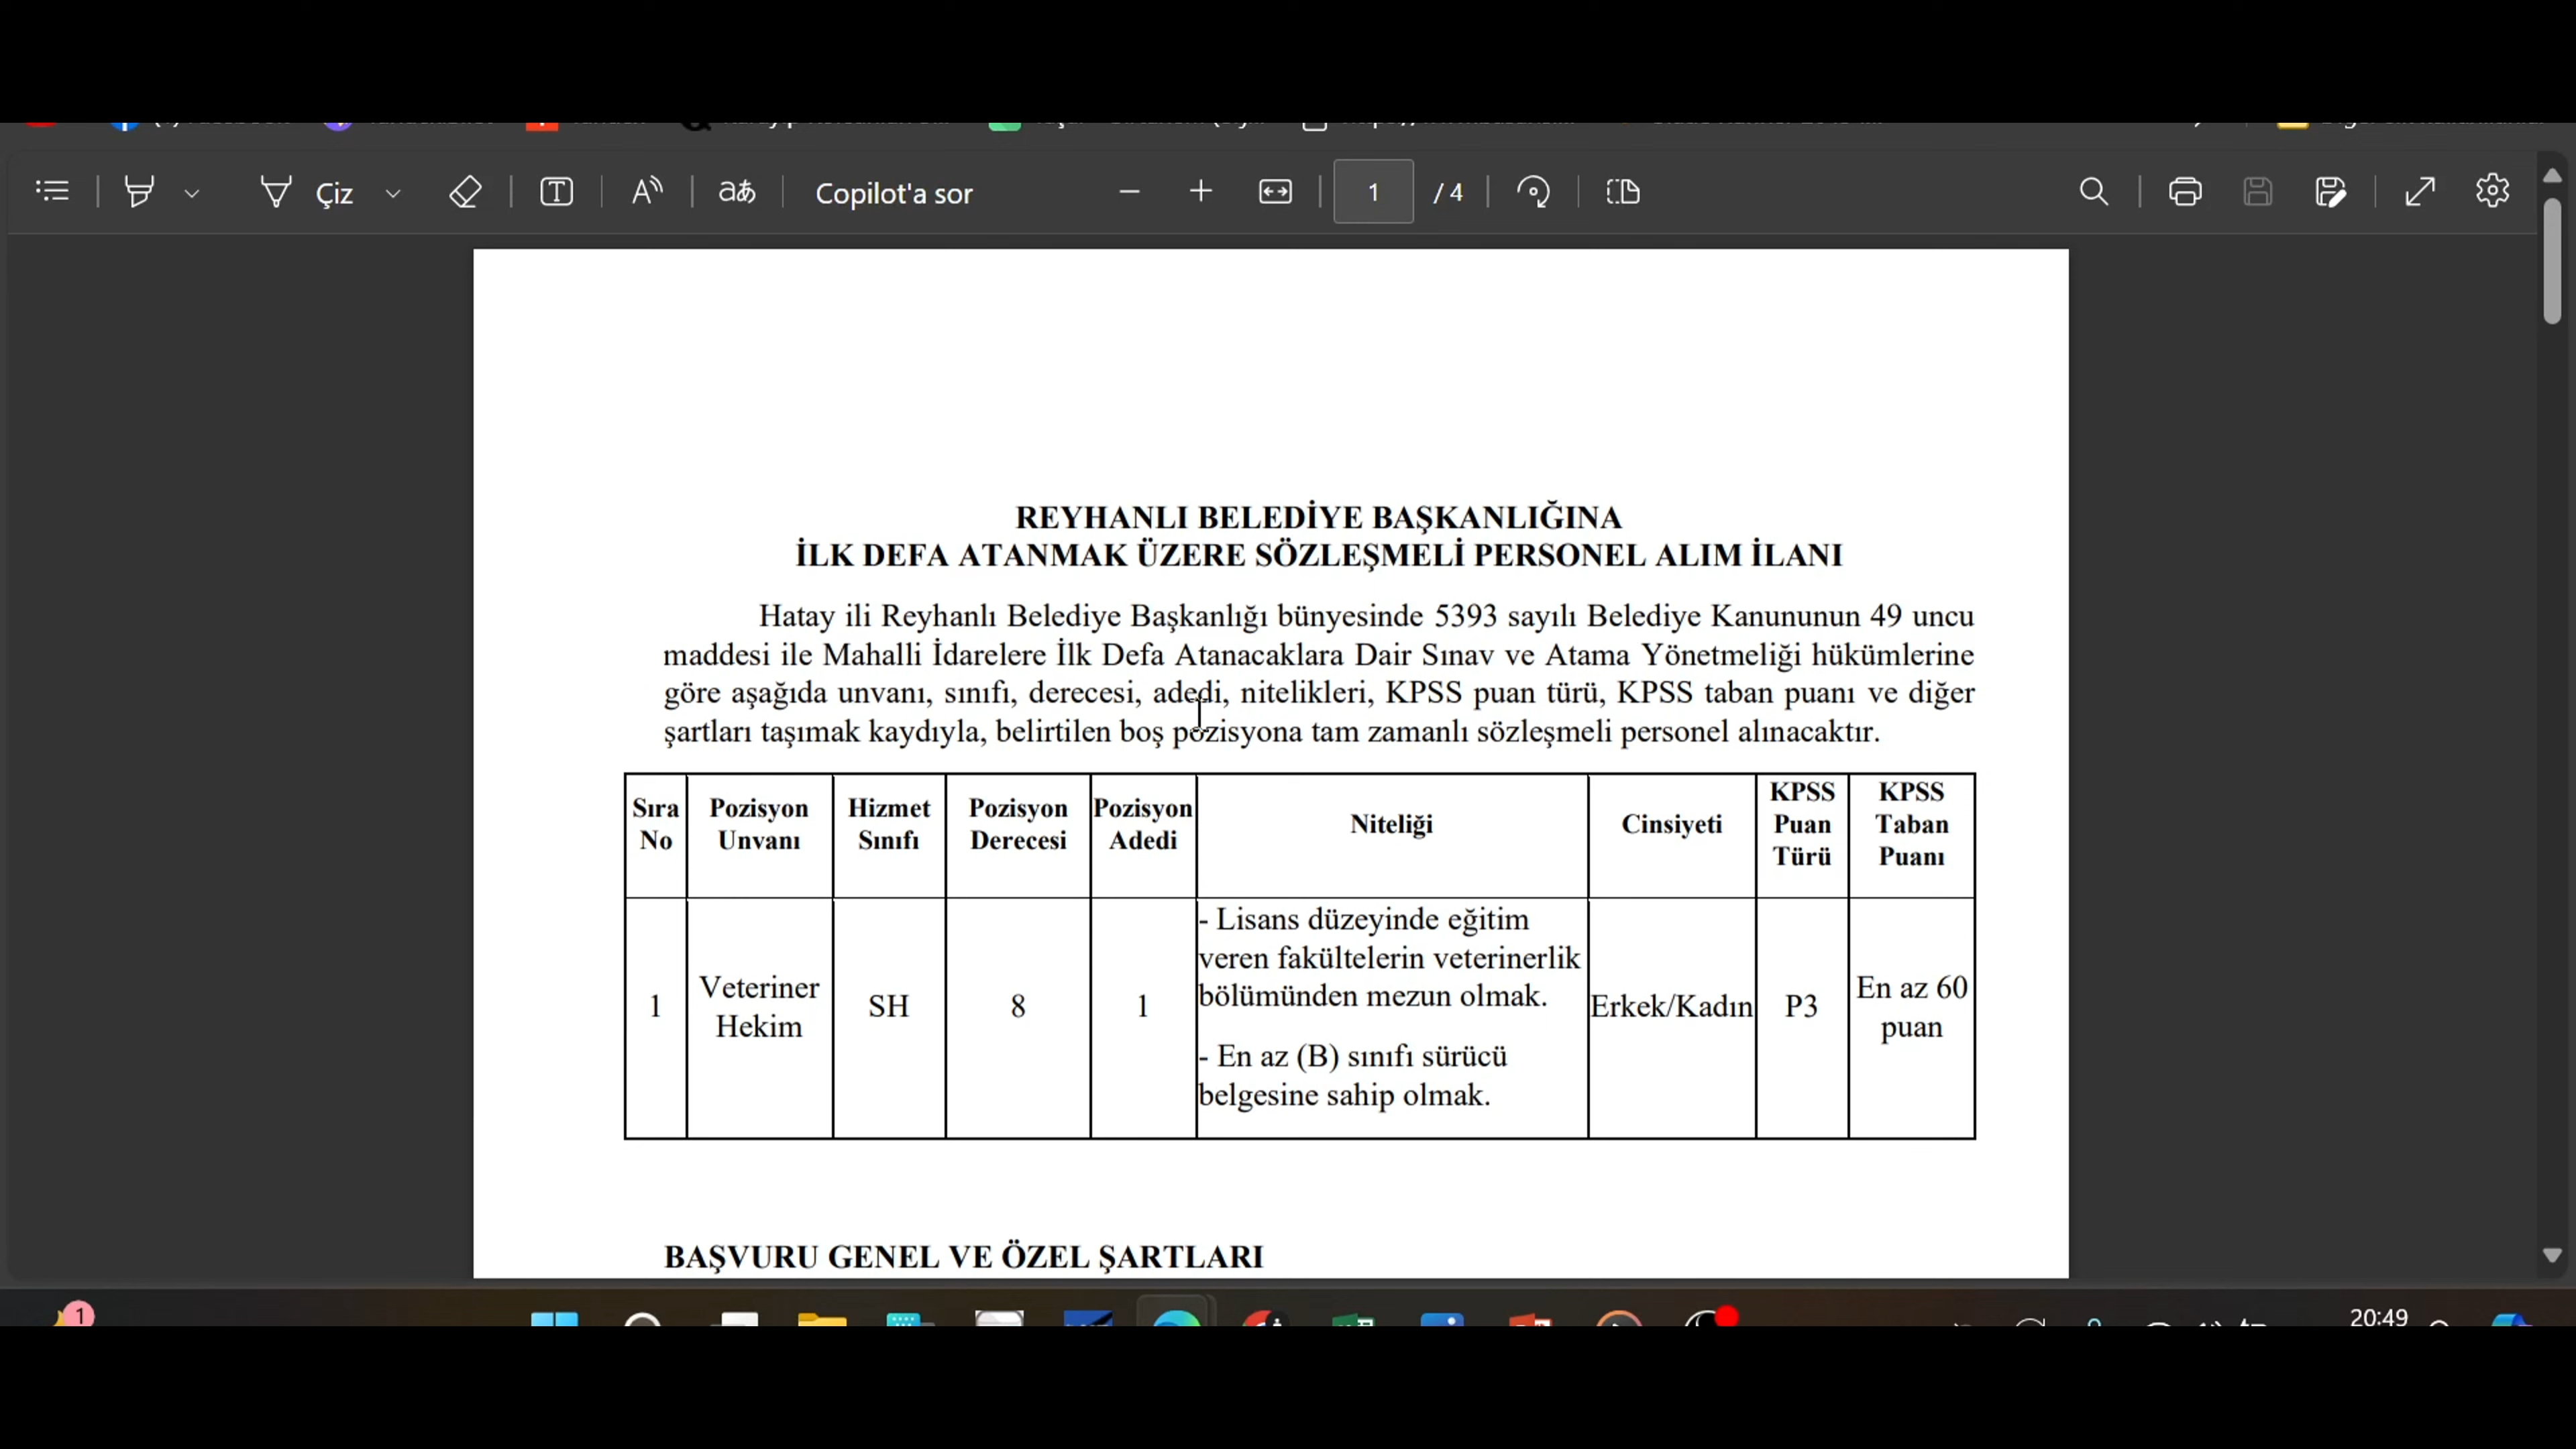 Çiz
Copilot'a sor
1 / 4
REYHANLI BELEDİYE BAŞKANLIĞINA
İLK DEFA ATANMAK ÜZERE SÖZLEŞMELİ PERSONEL ALIM İLANI
Hatay ili Reyhanlı Belediye Başkanlığı bünyesinde 5393 sayılı Belediye Kanununun 49 uncu
maddesi ile Mahalli İdarelere İlk Defa Atanacaklara Dair Sınav ve Atama Yönetmeliği hükümlerine
göre aşağıda unvanı, sınıfı, derecesi, adedi, nitelikleri, KPSS puan türü, KPSS taban puanı ve diğer
şartları taşımak kaydıyla, belirtilen boş pozisyona tam zamanlı sözleşmeli personel alınacaktır.
Sıra
No
Pozisyon
Unvanı
Hizmet
Sınıfı
Pozisyon
Derecesi
Pozisyon
Adedi
Niteliği
Cinsiyeti
KPSS
Puan
Türü
KPSS
Taban
Puanı
1
Veteriner
Hekim
SH
8
1
- Lisans düzeyinde eğitim
veren fakültelerin veterinerlik
bölümünden mezun olmak.
- En az (B) sınıfı sürücü
belgesine sahip olmak.
Erkek/Kadın
P3
En az 60
puan
BAŞVURU GENEL VE ÖZEL ŞARTLARI
1
20:49